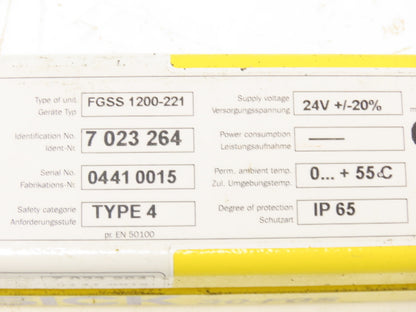 Type of unit
Geräte Typ
FGSS 1200-221
Supply voltage
Versorgungsspannung
24V +/-20%
Identification No.
Ident-Nr.
7 023 264
Power consumption
Leistungsaufnahme
Serial No.
Fabrikations-Nr.
0441 0015
Perm. ambient temp.
Zul. Umgebungstemp.
0... + 55°C
Safety categorie
Anforderungsstufe
TYPE 4
Degree of protection
Schutzart
IP 65
pr. EN 50100